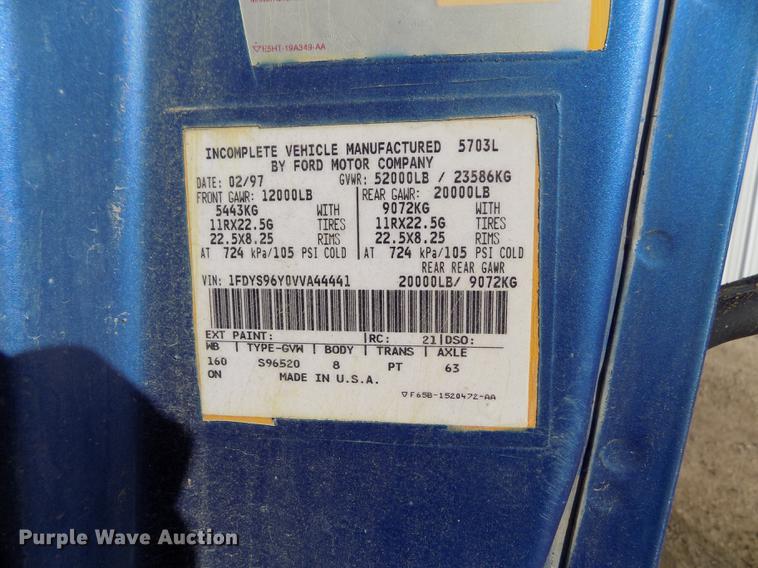 ▽E5HT-19A349-AA
INCOMPLETE VEHICLE MANUFACTURED 5703L
BY FORD MOTOR COMPANY
DATE: 02/97 GVWR: 52000LB / 23586KG
FRONT GAWR: 12000LB REAR GAWR: 20000LB
5443KG WITH 9072KG WITH
11RX22.5G TIRES 11RX22.5G TIRES
22.5X8.25 RIMS 22.5X8.25 RIMS
AT 724 kPa/105 PSI COLD AT 724 kPa/105 PSI COLD
REAR REAR GAWR
VIN: 1FDYS96Y0VVA44441 20000LB/ 9072KG
EXT PAINT: RC: 21 DSO:
WB TYPE-GVW BODY TRANS AXLE
160 S96520 8 PT 63
ON MADE IN U.S.A.
▽F65B-1520472-AA
Purple Wave Auction